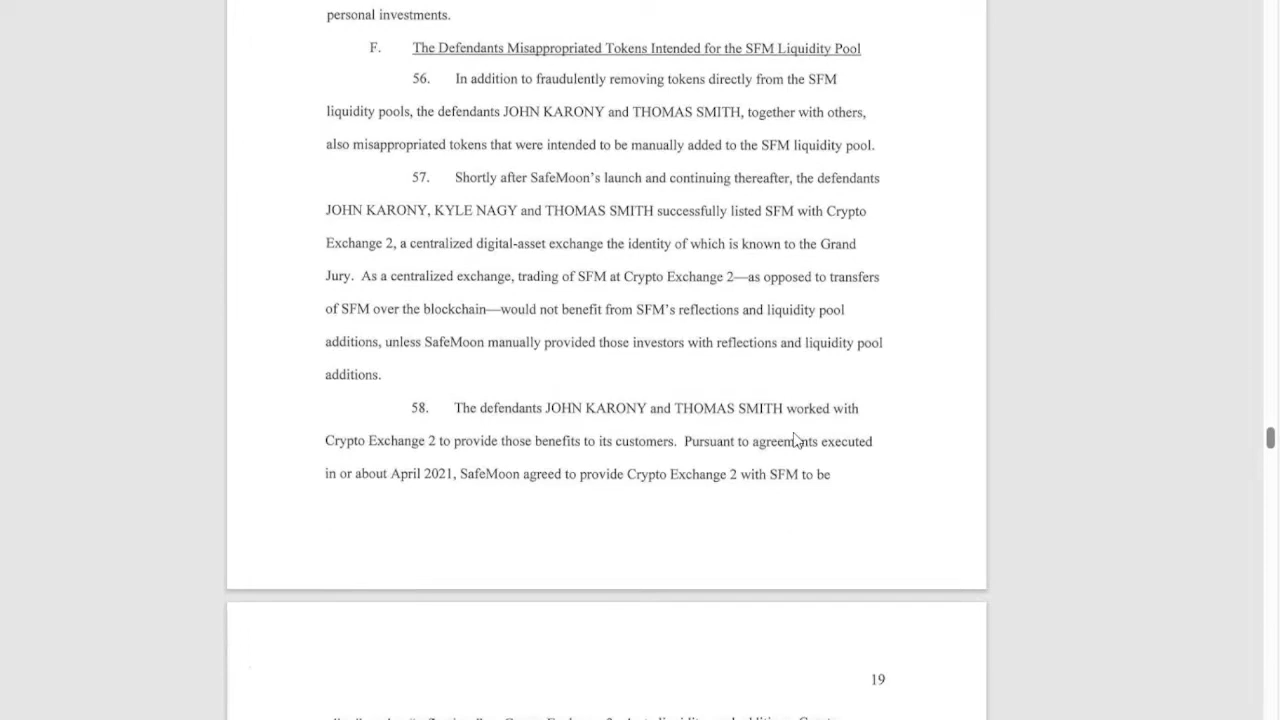 personal investments.
F. The Defendants Misappropriated Tokens Intended for the SFM Liquidity Pool
56. In addition to fraudulently removing tokens directly from the SFM
liquidity pools, the defendants JOHN KARONY and THOMAS SMITH, together with others,
also misappropriated tokens that were intended to be manually added to the SFM liquidity pool.
57. Shortly after SafeMoon's launch and continuing thereafter, the defendants
JOHN KARONY, KYLE NAGY and THOMAS SMITH successfully listed SFM with Crypto
Exchange 2, a centralized digital-asset exchange the identity of which is known to the Grand
Jury. As a centralized exchange, trading of SFM at Crypto Exchange 2—as opposed to transfers
of SFM over the blockchain—would not benefit from SFM's reflections and liquidity pool
additions, unless SafeMoon manually provided those investors with reflections and liquidity pool
additions.
58. The defendants JOHN KARONY and THOMAS SMITH worked with
Crypto Exchange 2 to provide those benefits to its customers. Pursuant to agreements executed
in or about April 2021, SafeMoon agreed to provide Crypto Exchange 2 with SFM to be
19